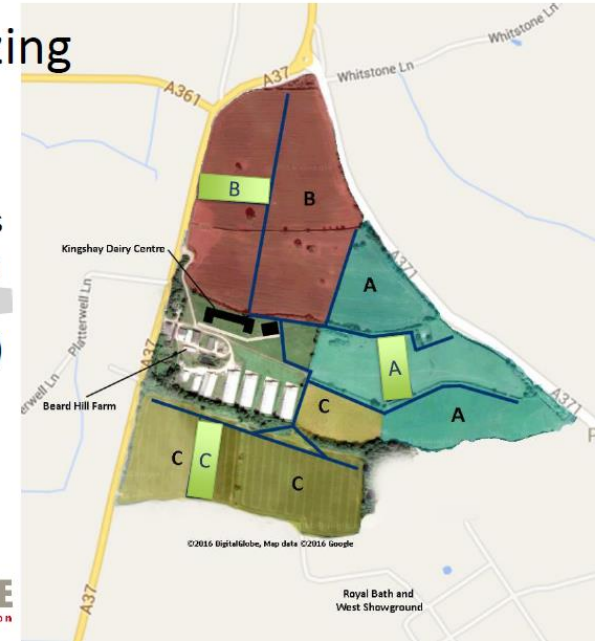 Whitstone Ln
A37
Whitstone Ln
A361
B
B
Kingshay Dairy Centre
A371
A
Platterwell Ln
A
A37
A371
Beard Hill Farm
C
A
C
C
C
©2016 DigitalGlobe, Map data ©2016 Google
Royal Bath and
West Showground
A37